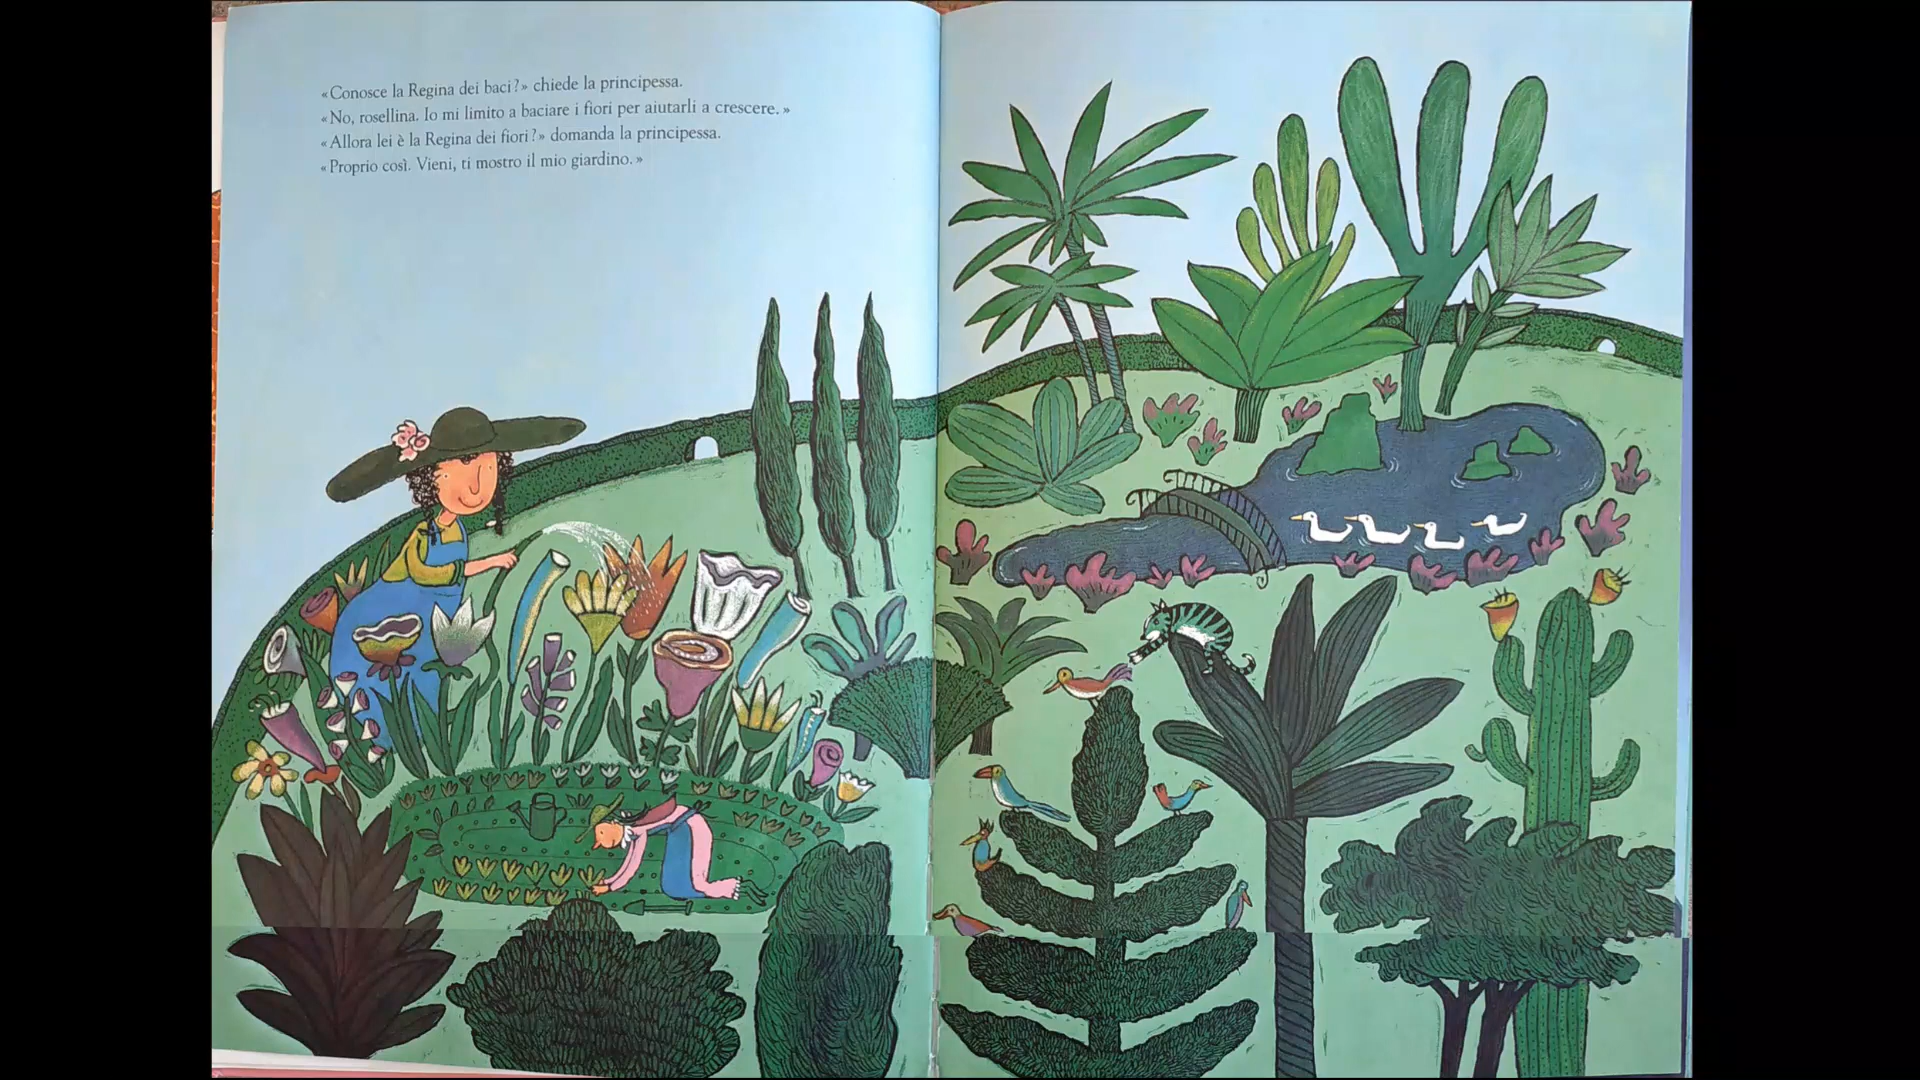 «Conosce la Regina dei baci?» chiede la principessa.
«No, rosellina. Io mi limito a baciare i fiori per aiutarli a crescere.»
«Allora lei è la Regina dei fiori?» domanda la principessa.
«Proprio così. Vieni, ti mostro il mio giardino.»